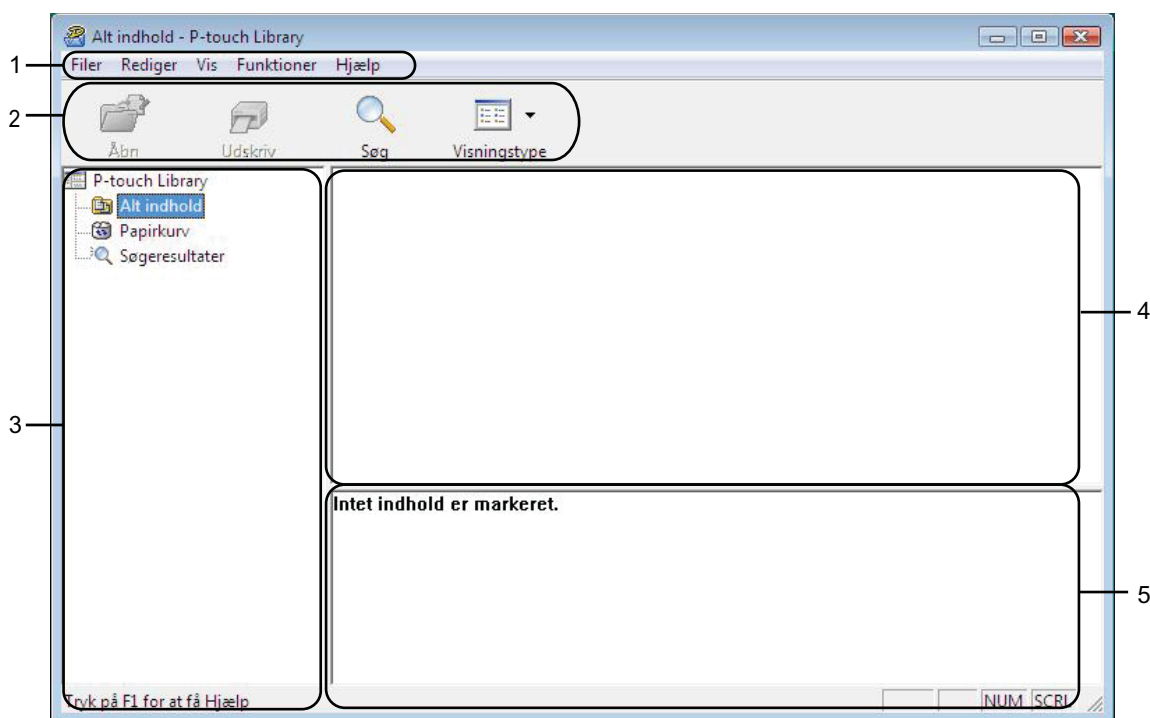 Alt indhold - P-touch Library
1
Filer Rediger Vis Funktioner Hjælp
2
Åbn Udskriv Søg Visningstype
P-touch Library
Alt indhold
Papirkurv
Søgeresultater
3
4
Intet indhold er markeret.
5
Tryk på F1 for at få Hjælp
NUM SCRL